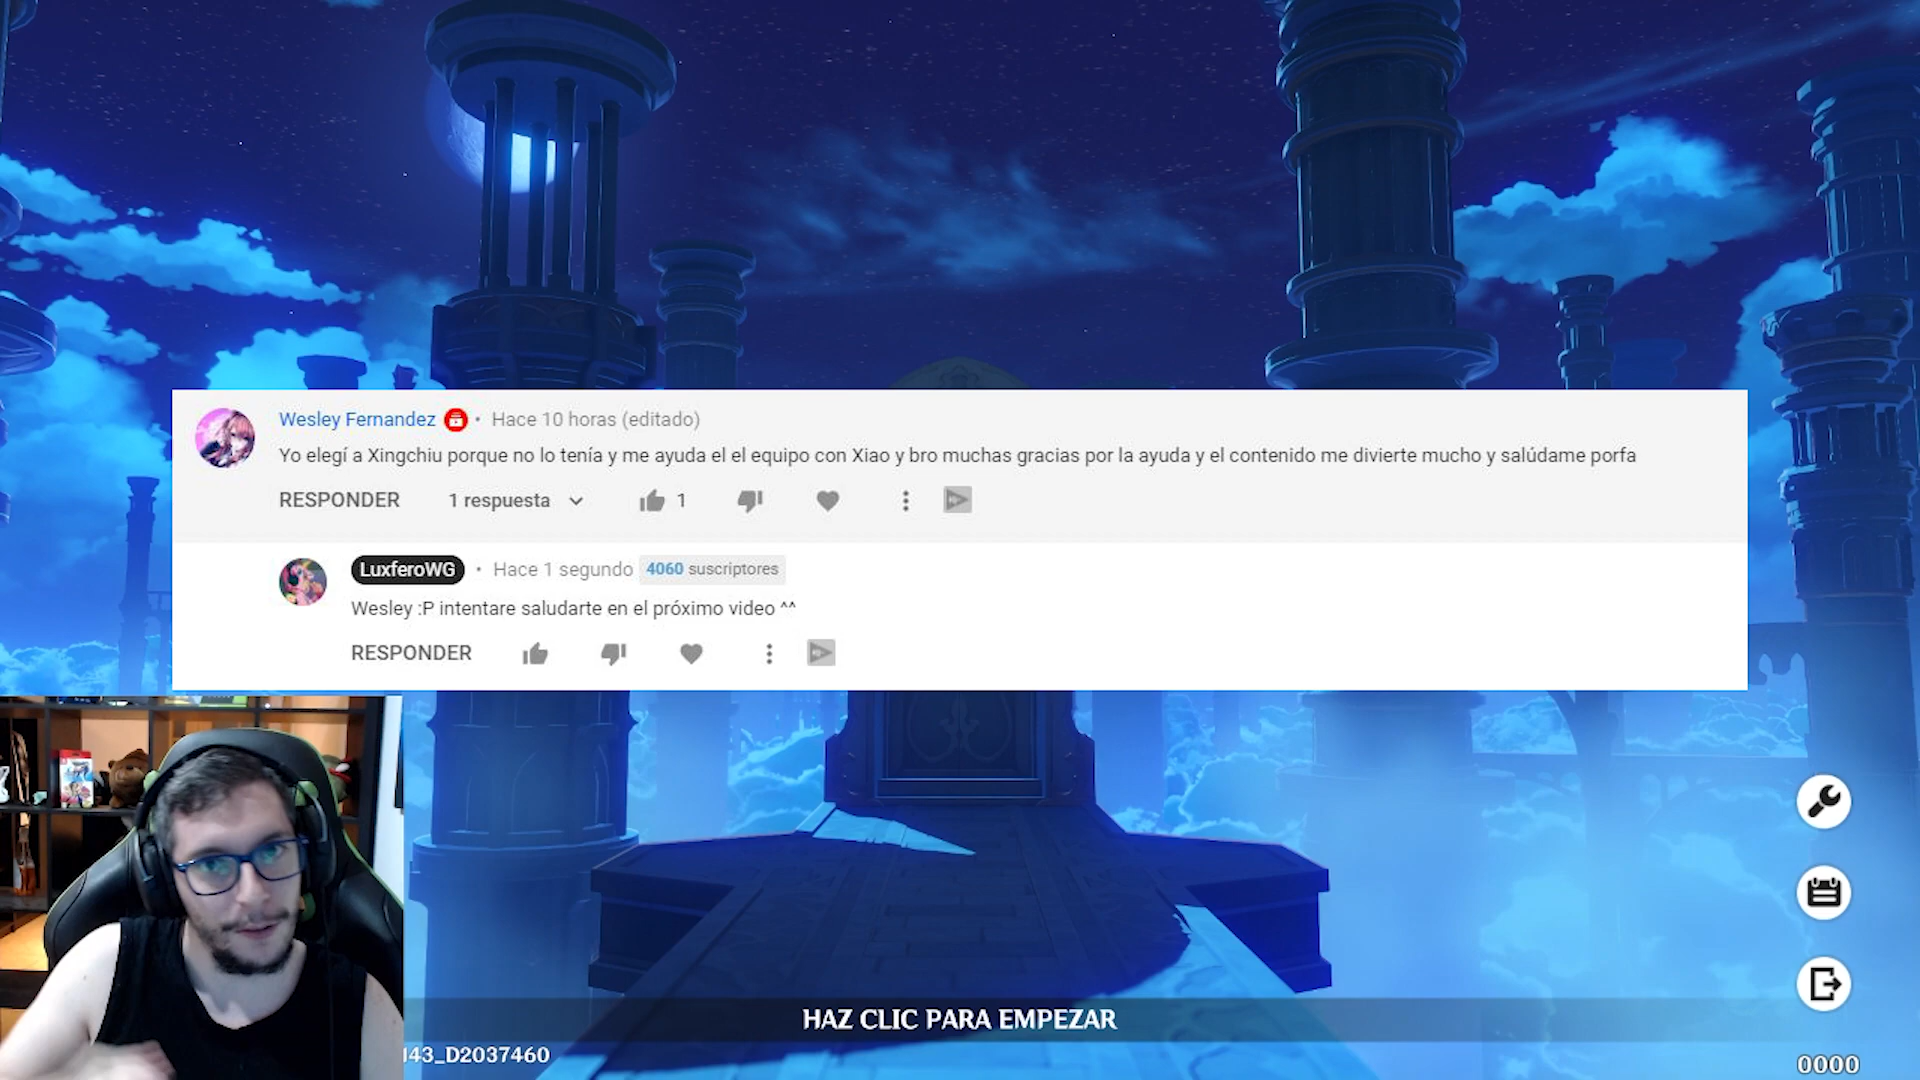 Wesley Fernandez · Hace 10 horas (editado)
Yo elegí a Xingchiu porque no lo tenía y me ayuda el el equipo con Xiao y bro muchas gracias por la ayuda y el contenido me divierte mucho y salúdame porfa
RESPONDER 1 respuesta 1
LuxferoWG · Hace 1 segundo 4060 suscriptores
Wesley :P intentare saludarte en el próximo video ^^
RESPONDER
HAZ CLIC PARA EMPEZAR
143_D2037460
0000